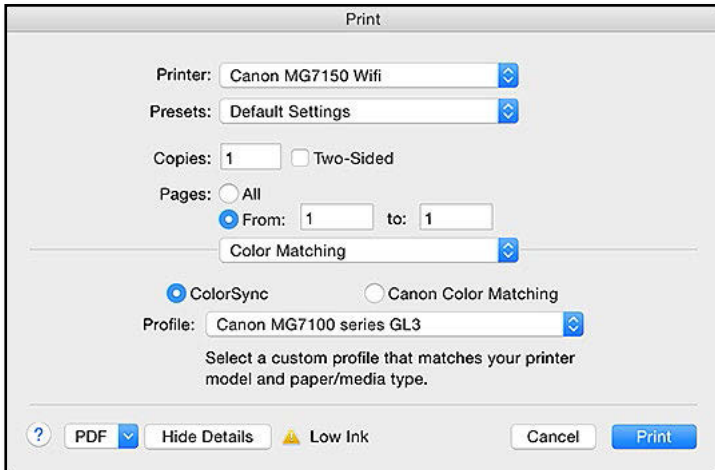 Print
Printer: Canon MG7150 Wifi
Presets: Default Settings
Copies: 1 Two-Sided
Pages: All
From: 1 to: 1
Color Matching
ColorSync Canon Color Matching
Profile: Canon MG7100 series GL3
Select a custom profile that matches your printer
model and paper/media type.
? PDF Hide Details Low Ink Cancel Print